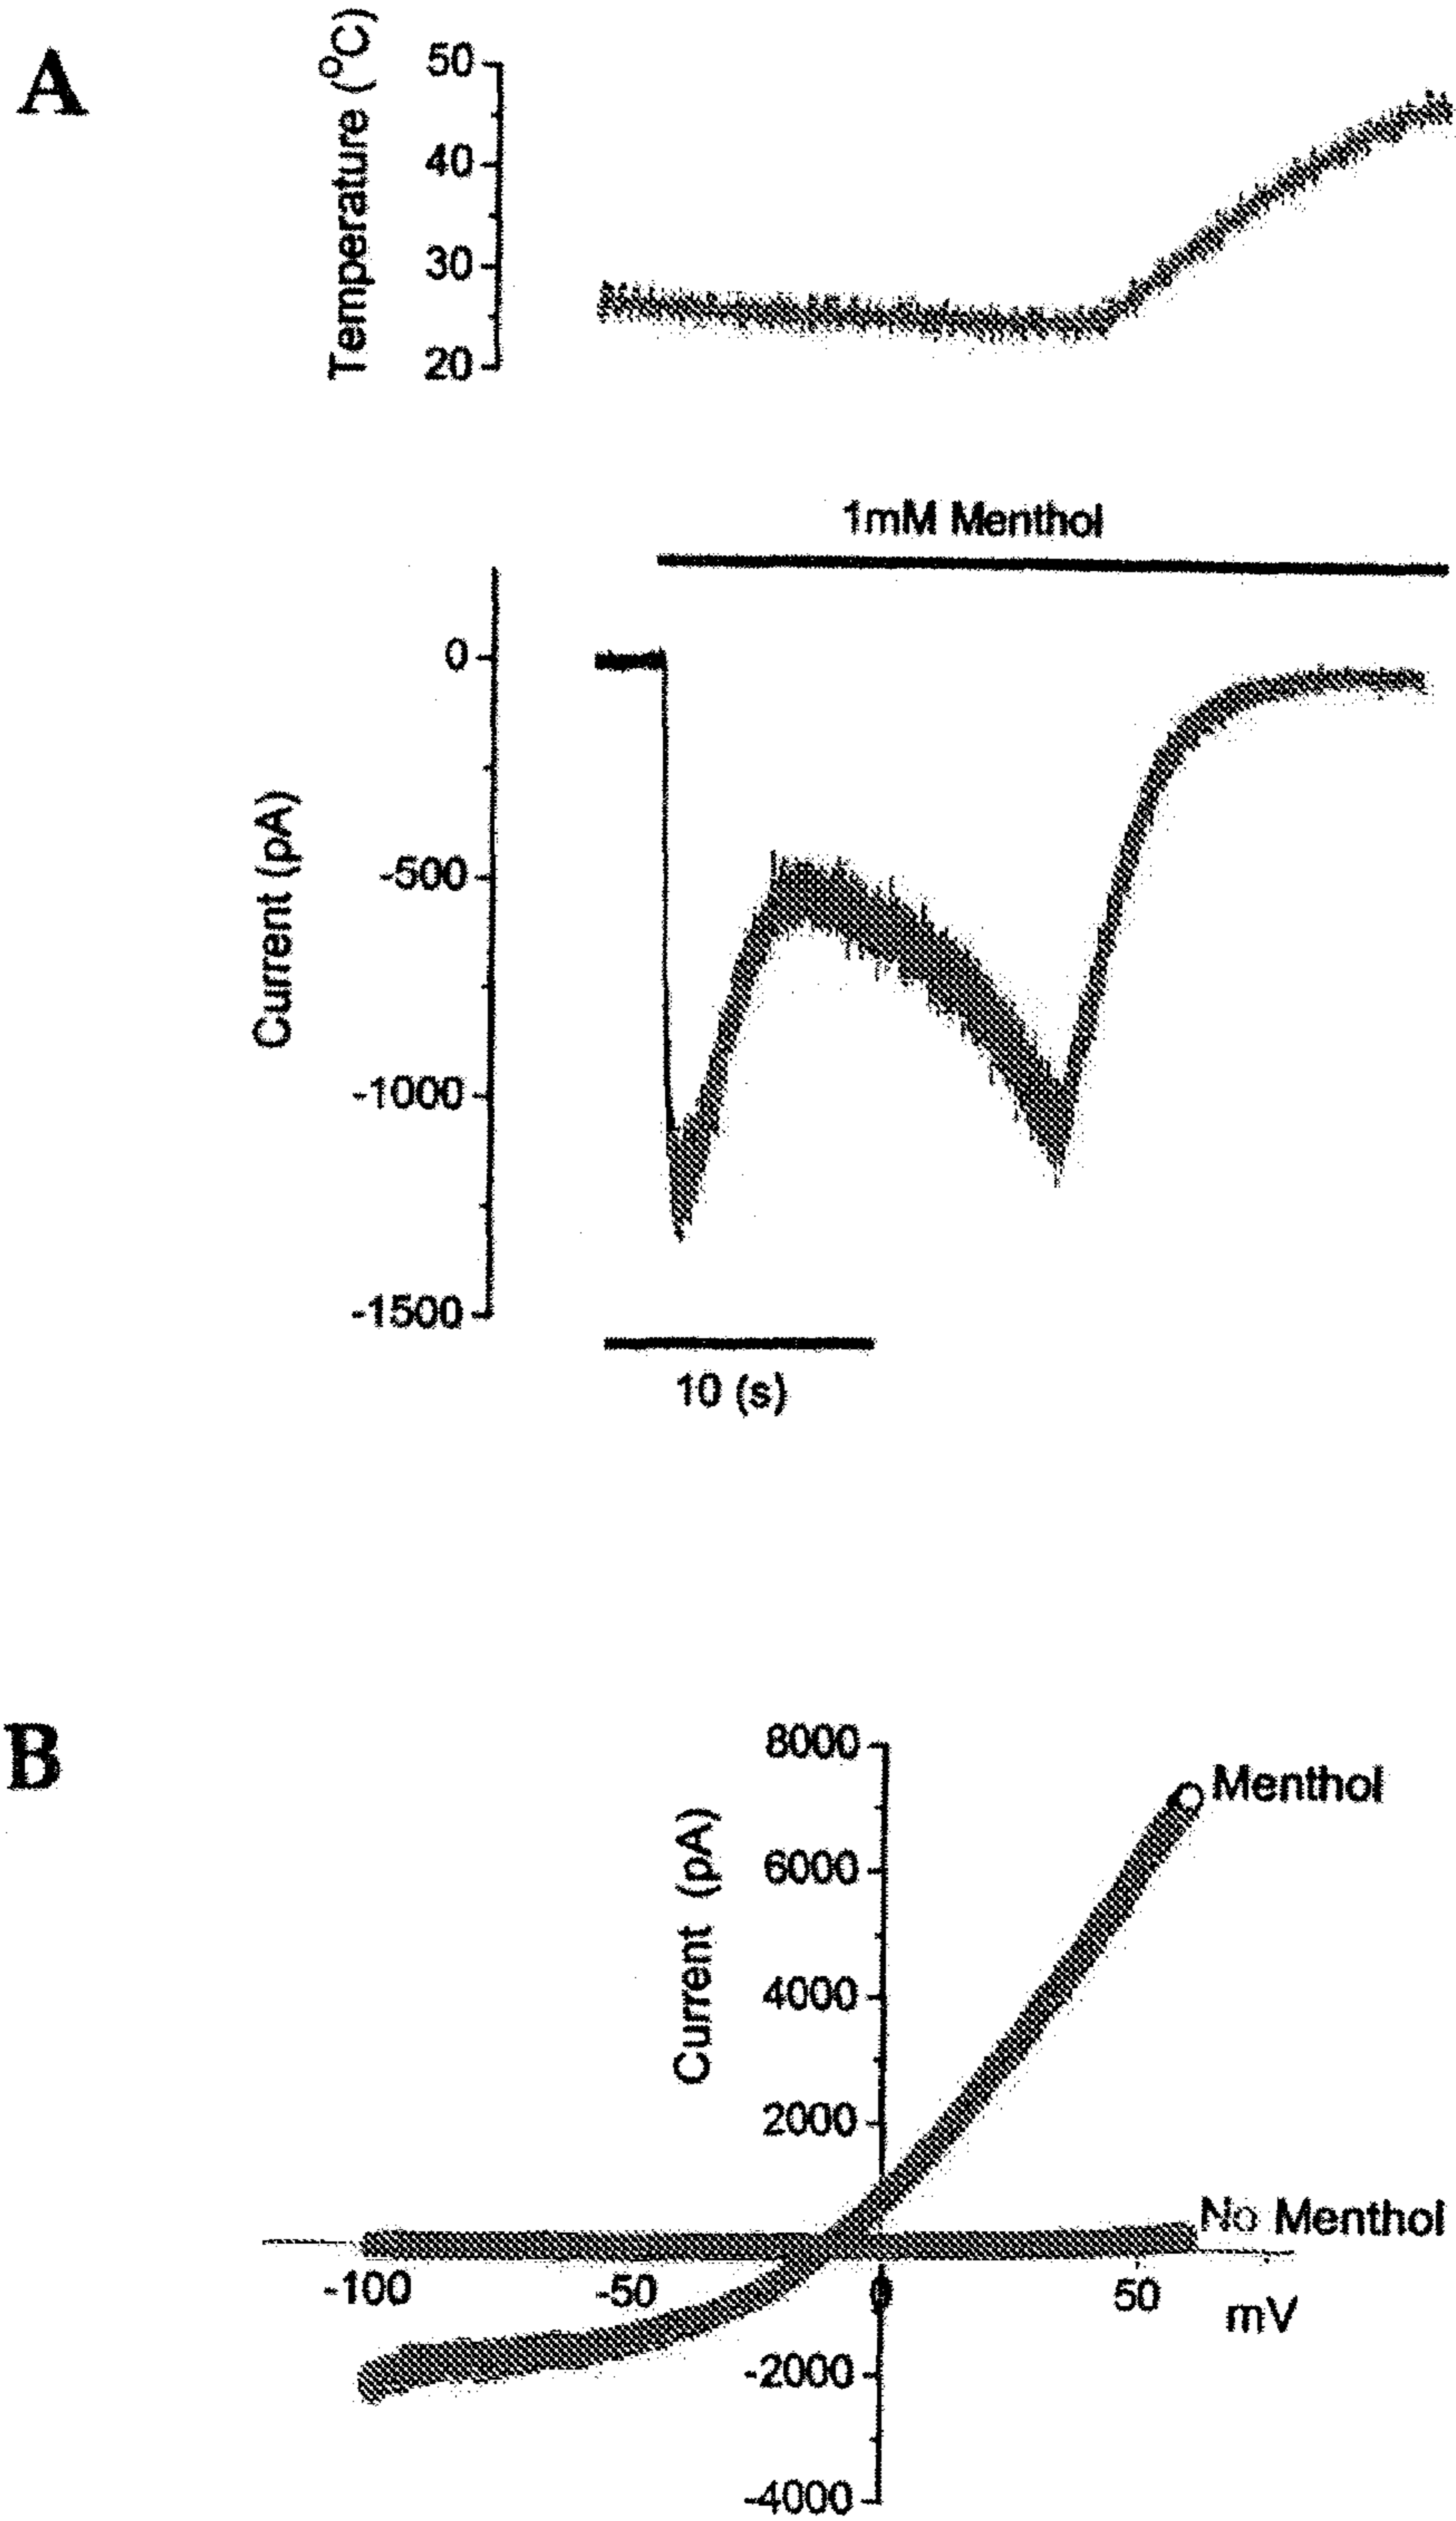 A
Temperature (°C)
50
40
30
20
1mM Menthol
Current (pA)
0
-500
-1000
-1500
10 (s)
B
Current (pA)
8000
6000
4000
2000
Menthol
No Menthol
-100
-50
0
50
mV
-2000
-4000